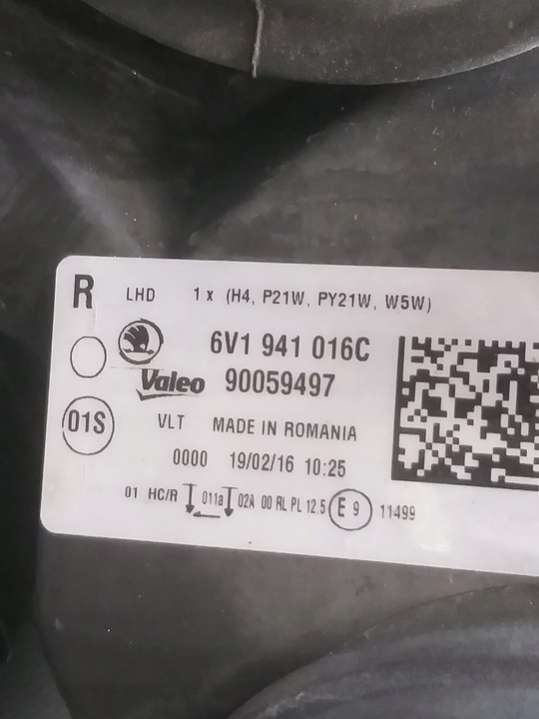 R LHD 1 x (H4, P21W, PY21W, W5W)
6V1 941 016C
Valeo 90059497
01S VLT MADE IN ROMANIA
0000 19/02/16 10:25
01 HC/R 011a 02A 00 RL PL 12.5 E 9 11499